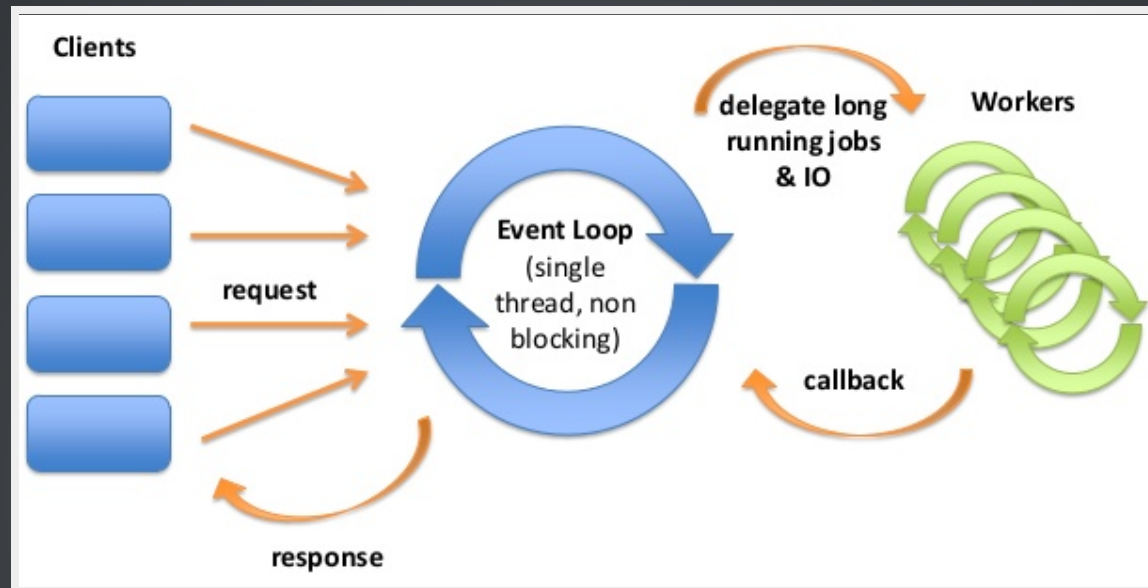 Clients
delegate long
running jobs
& IO
Workers
Event Loop
(single
thread, non
blocking)
request
callback
response